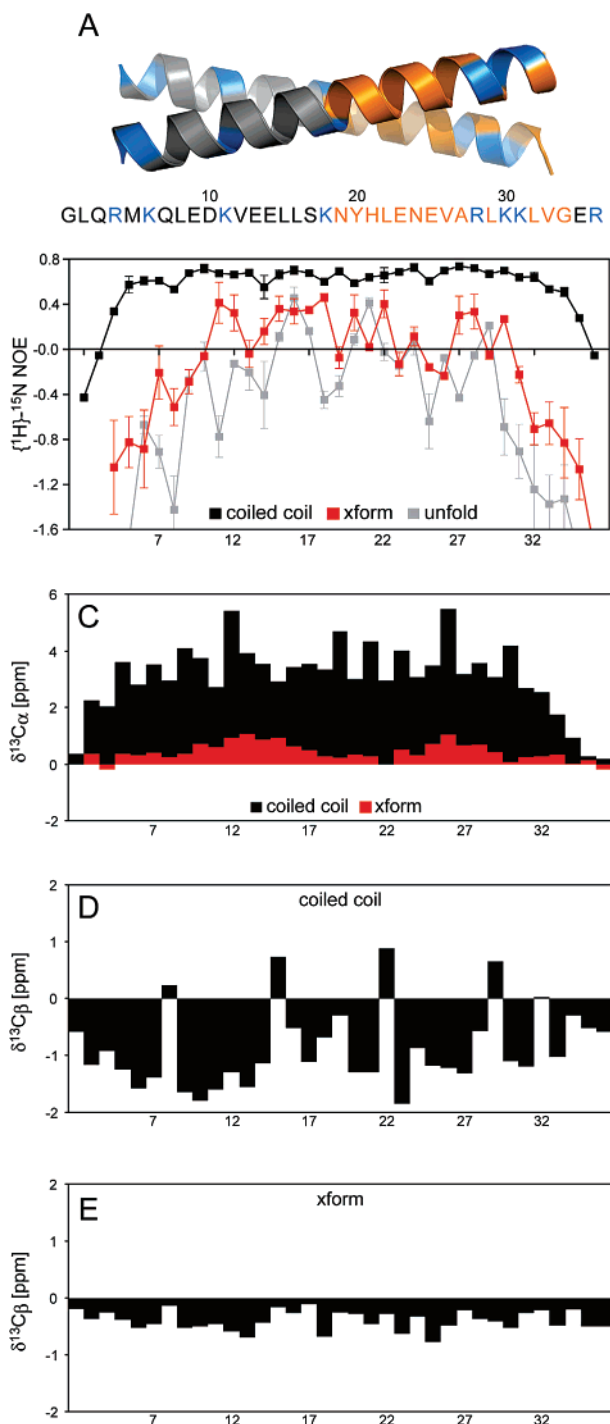 A
10 20 30
GLQRMKQLEDKVEELLSKNYHLENEVARLKKLVGER
0.8
0.4
-0.0
-0.4
-0.8
-1.2
-1.6
{¹H}-¹⁵N NOE
coiled coil xform unfold
7 12 17 22 27 32
C
6
4
2
0
-2
δ¹³Cα [ppm]
coiled coil xform
7 12 17 22 27 32
D
coiled coil
2
1
0
-1
-2
δ¹³Cβ [ppm]
7 12 17 22 27 32
E
xform
2
1
0
-1
-2
δ¹³Cβ [ppm]
7 12 17 22 27 32